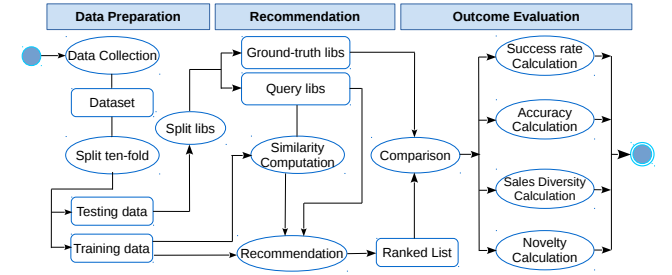 Data Preparation
Recommendation
Outcome Evaluation
Data Collection
Dataset
Split ten-fold
Testing data
Training data
Split libs
Ground-truth libs
Query libs
Similarity
Computation
Recommendation
Comparison
Ranked List
Success rate
Calculation
Accuracy
Calculation
Sales Diversity
Calculation
Novelty
Calculation